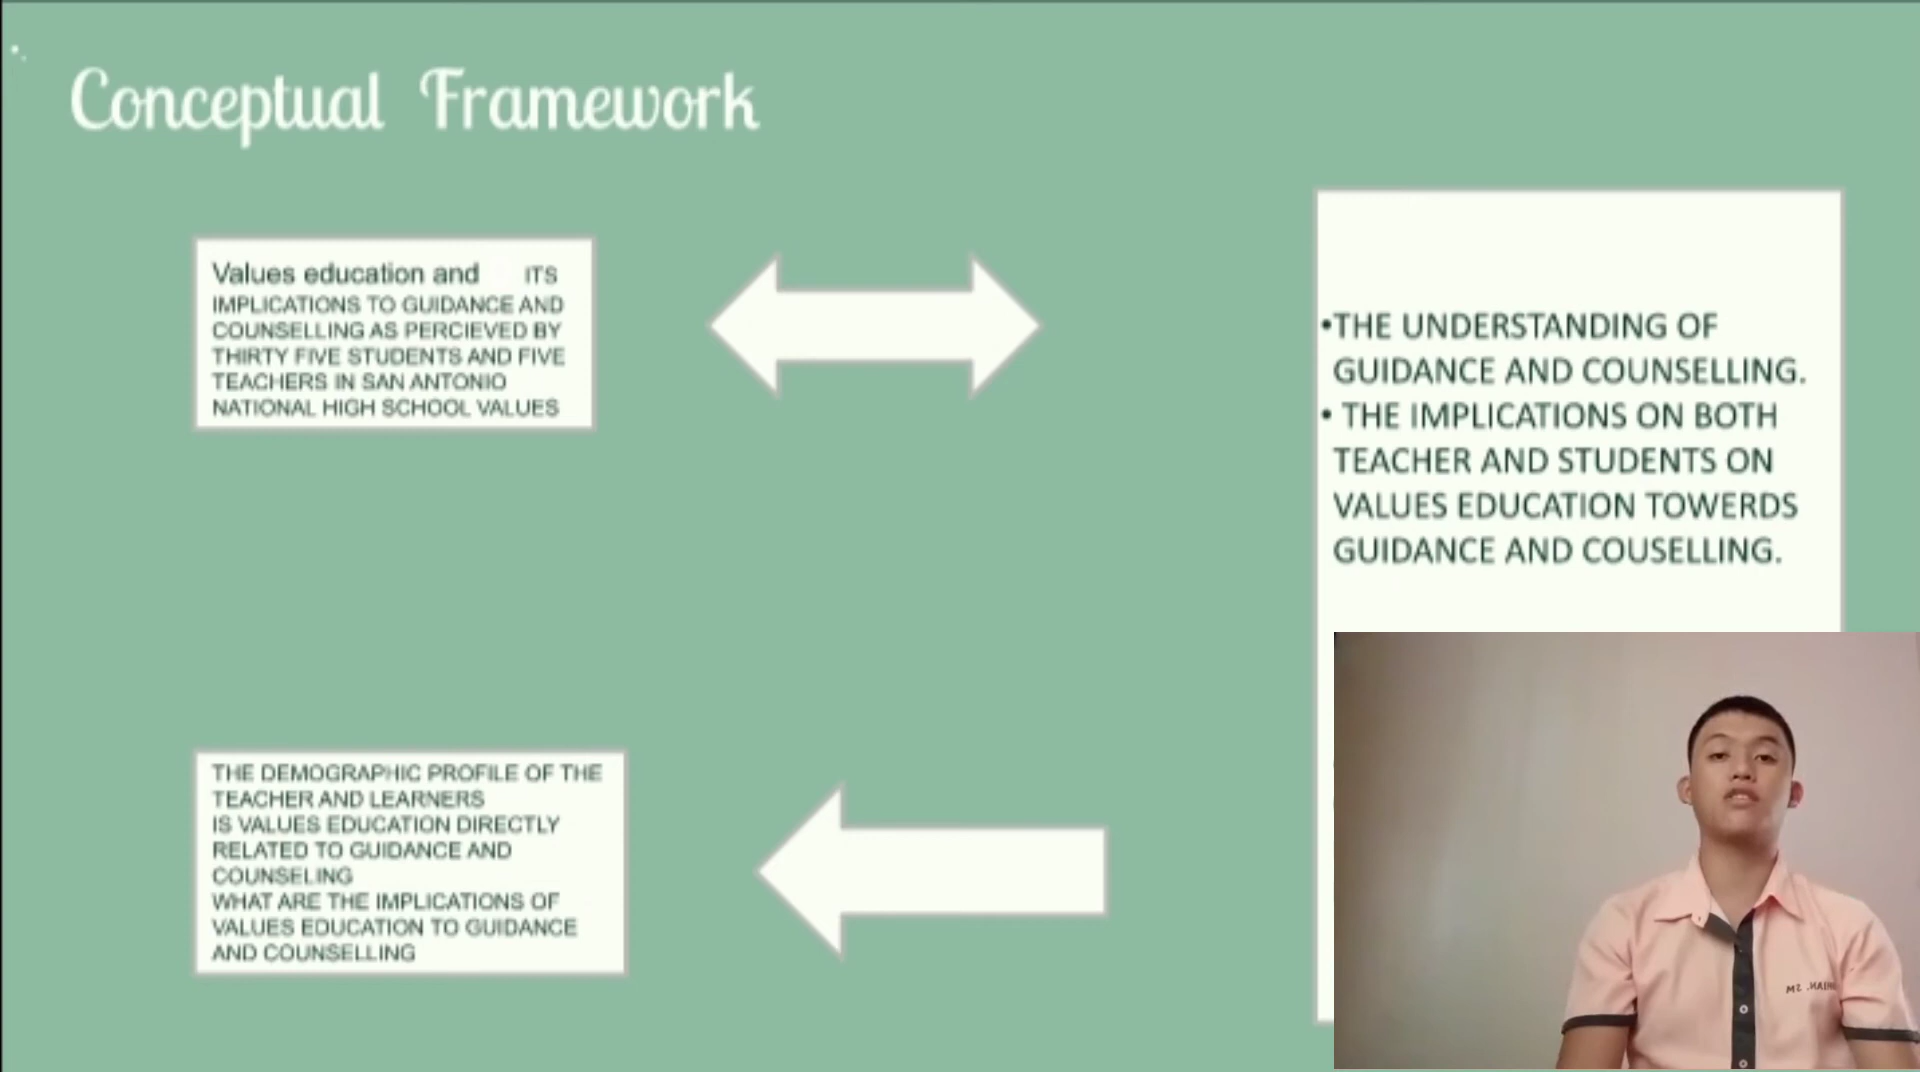 Conceptual Framework
Values education and ITS
IMPLICATIONS TO GUIDANCE AND
COUNSELLING AS PERCIEVED BY
THIRTY FIVE STUDENTS AND FIVE
TEACHERS IN SAN ANTONIO
NATIONAL HIGH SCHOOL VALUES
•THE UNDERSTANDING OF
GUIDANCE AND COUNSELLING.
• THE IMPLICATIONS ON BOTH
TEACHER AND STUDENTS ON
VALUES EDUCATION TOWERDS
GUIDANCE AND COUSELLING.
THE DEMOGRAPHIC PROFILE OF THE
TEACHER AND LEARNERS
IS VALUES EDUCATION DIRECTLY
RELATED TO GUIDANCE AND
COUNSELING
WHAT ARE THE IMPLICATIONS OF
VALUES EDUCATION TO GUIDANCE
AND COUNSELLING